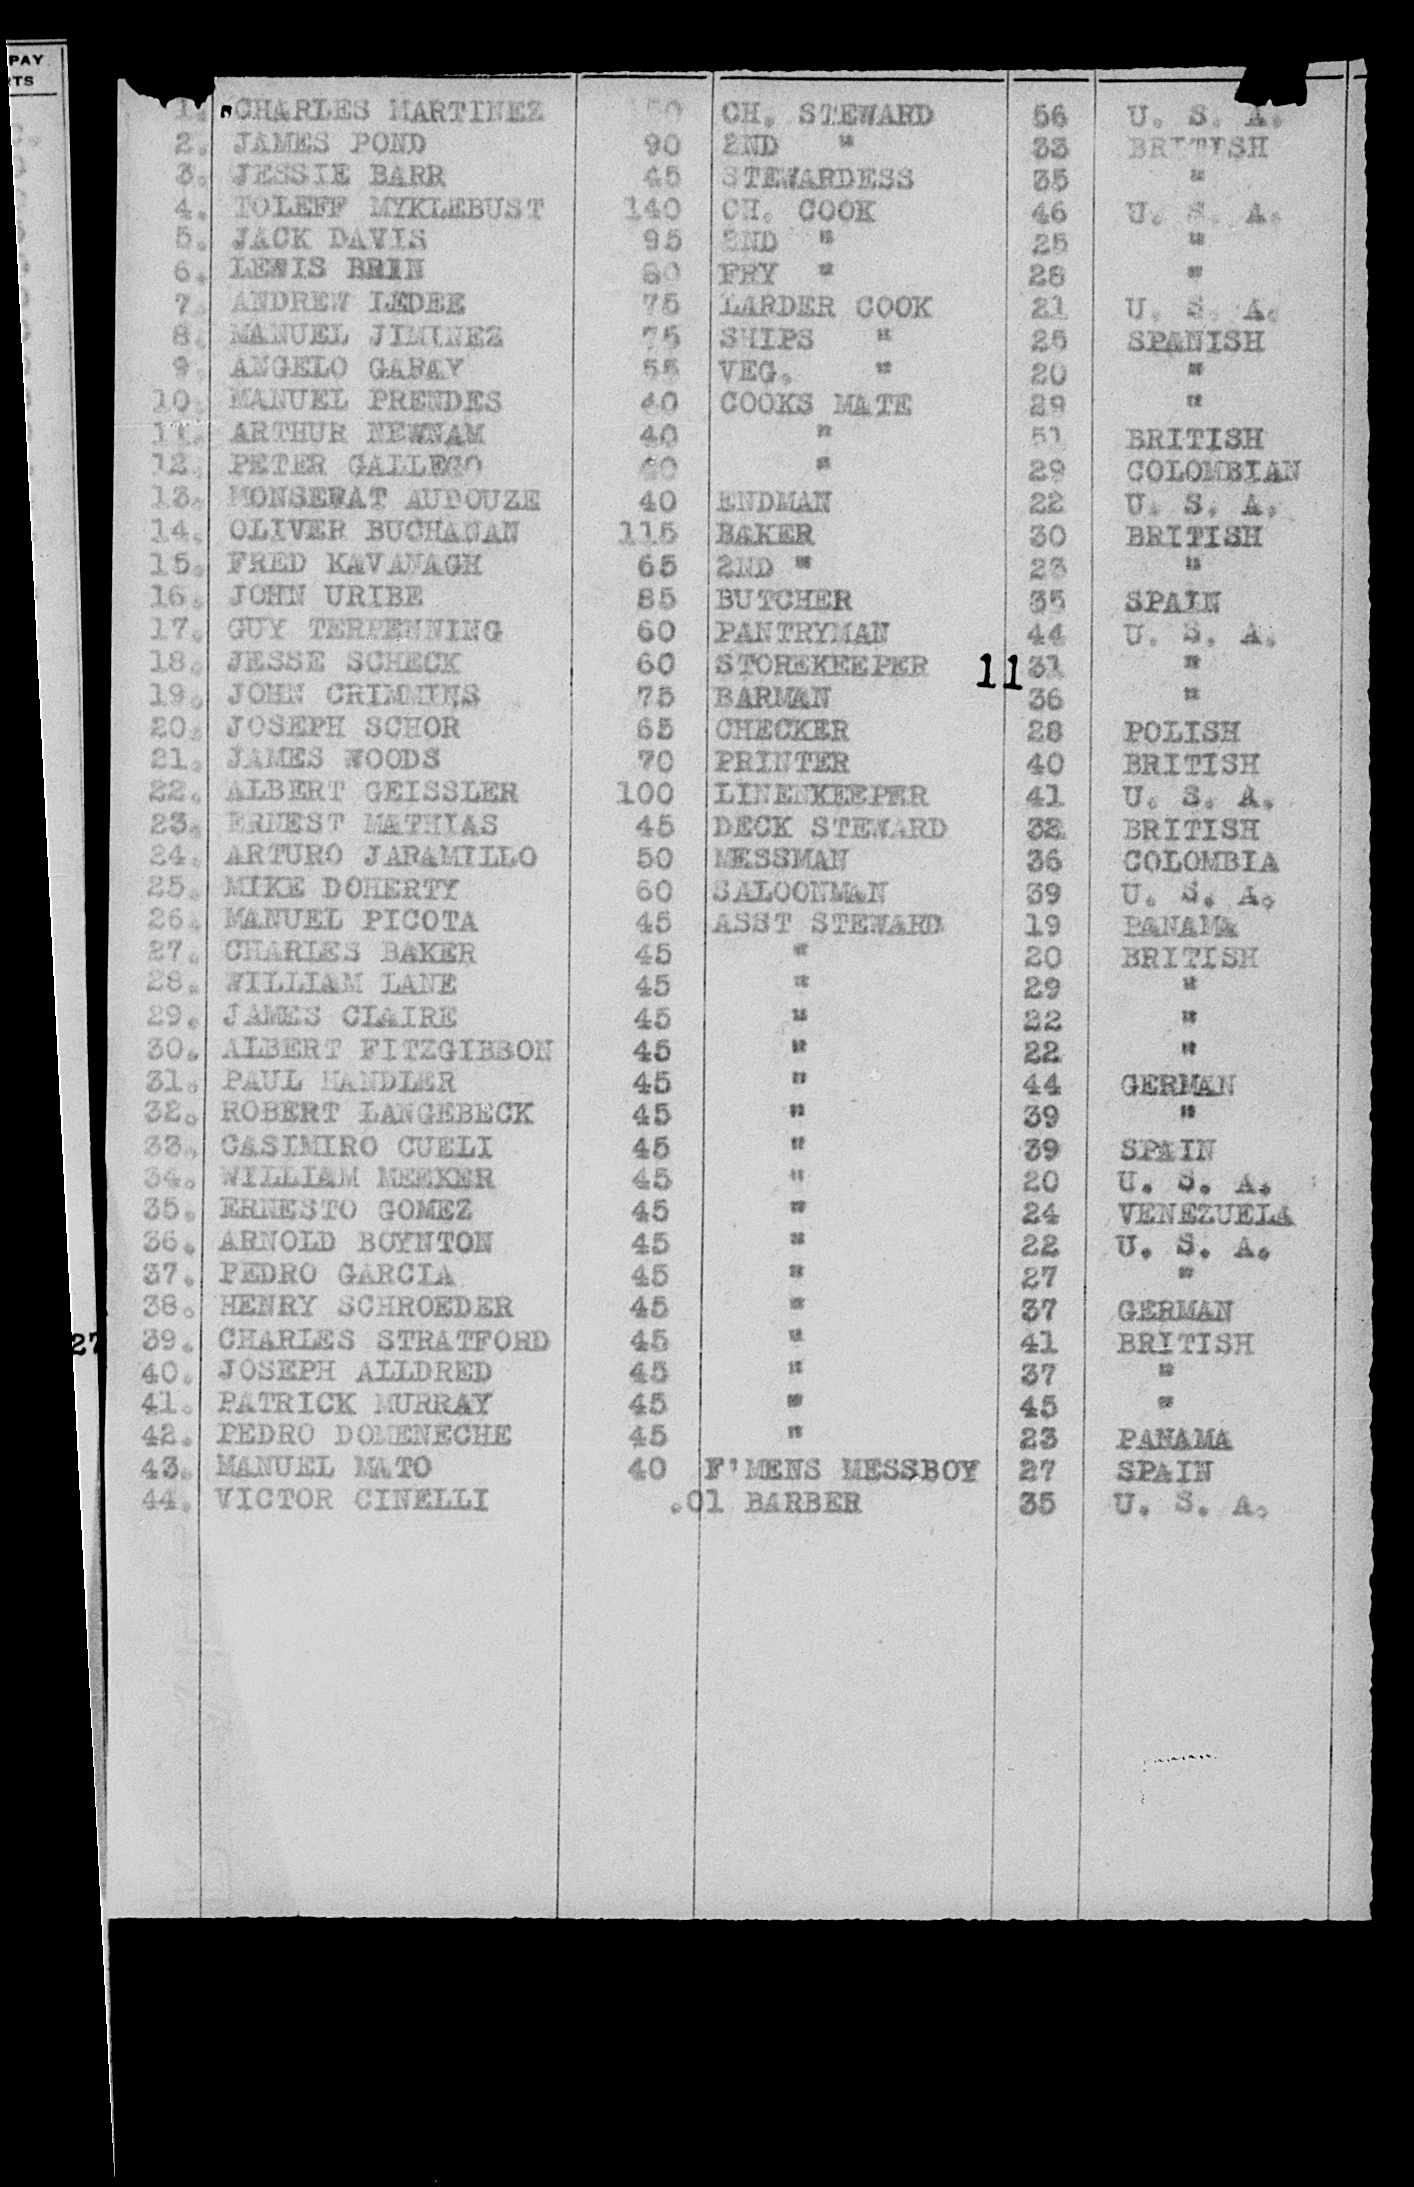 PAY
TS
1. CHARLES MARTINEZ 50 CH. STEWARD 56 U. S. A.
2. JAMES POND 90 2ND " 33 BRITISH
3. JESSIE BARR 45 STEWARDESS 35 "
4. TOLEFF MYKLEBUST 140 CH. COOK 46 U. S. A.
5. JACK DAVIS 95 2ND " 25 "
6. LEWIS BRIN 80 FRY " 28 "
7. ANDREW LEDEE 75 LARDER COOK 21 U. S. A.
8. MANUEL JIMINEZ 75 SHIPS " 25 SPANISH
9. ANGELO GARAY 55 VEG. " 20 "
10. MANUEL PRENDES 40 COOKS MATE 29 "
11. ARTHUR NEWNAM 40 " 51 BRITISH
12. PETER GALLEGO 40 " 29 COLOMBIAN
13. MONSERAT AUDOUZE 40 ENDMAN 22 U. S. A.
14. OLIVER BUCHANAN 115 BAKER 30 BRITISH
15. FRED KAVANAGH 65 2ND " 23 "
16. JOHN URIBE 85 BUTCHER 35 SPAIN
17. GUY TERPENNING 60 PANTRYMAN 44 U. S. A.
18. JESSE SCHECK 60 STOREKEEPER 11 31 "
19. JOHN CRIMMINS 75 BARMAN 36 "
20. JOSEPH SCHOR 65 CHECKER 28 POLISH
21. JAMES WOODS 70 PRINTER 40 BRITISH
22. ALBERT GEISSLER 100 LINENKEEPER 41 U. S. A.
23. ERNEST MATHIAS 45 DECK STEWARD 32 BRITISH
24. ARTURO JARAMILLO 50 MESSMAN 36 COLOMBIA
25. MIKE DOHERTY 60 SALOONMAN 39 U. S. A.
26. MANUEL PICOTA 45 ASST STEWARD 19 PANAMA
27. CHARLES BAKER 45 " 20 BRITISH
28. WILLIAM LANE 45 " 29 "
29. JAMES CLAIRE 45 " 22 "
30. ALBERT FITZGIBBON 45 " 22 "
31. PAUL HANDLER 45 " 44 GERMAN
32. ROBERT LANGEBECK 45 " 39 "
33. CASIMIRO CUELI 45 " 39 SPAIN
34. WILLIAM MEEKER 45 " 20 U. S. A.
35. ERNESTO GOMEZ 45 " 24 VENEZUELA
36. ARNOLD BOYNTON 45 " 22 U. S. A.
37. PEDRO GARCIA 45 " 27 "
38. HENRY SCHROEDER 45 " 37 GERMAN
27 39. CHARLES STRATFORD 45 " 41 BRITISH
40. JOSEPH ALLDRED 45 " 37 "
41. PATRICK MURRAY 45 " 45 "
42. PEDRO DOMENECHE 45 " 23 PANAMA
43. MANUEL MATO 40 F'MENS MESSBOY 27 SPAIN
44. VICTOR CINELLI .01 BARBER 35 U. S. A.